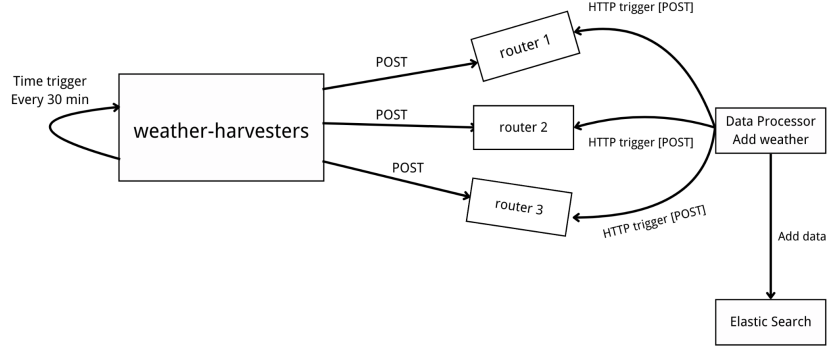 HTTP trigger [POST]
router 1
POST
Time trigger
Every 30 min
weather-harvesters
POST
router 2
HTTP trigger [POST]
Data Processor
Add weather
POST
router 3
HTTP trigger [POST]
Add data
Elastic Search